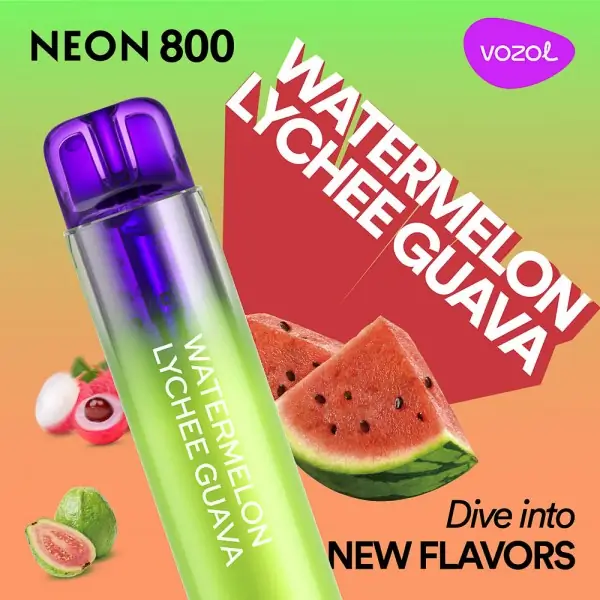 NEON 800
VOZOL
WATERMELON
LYCHEE GUAVA
WATERMELON
LYCHEE GUAVA
Dive into
NEW FLAVORS